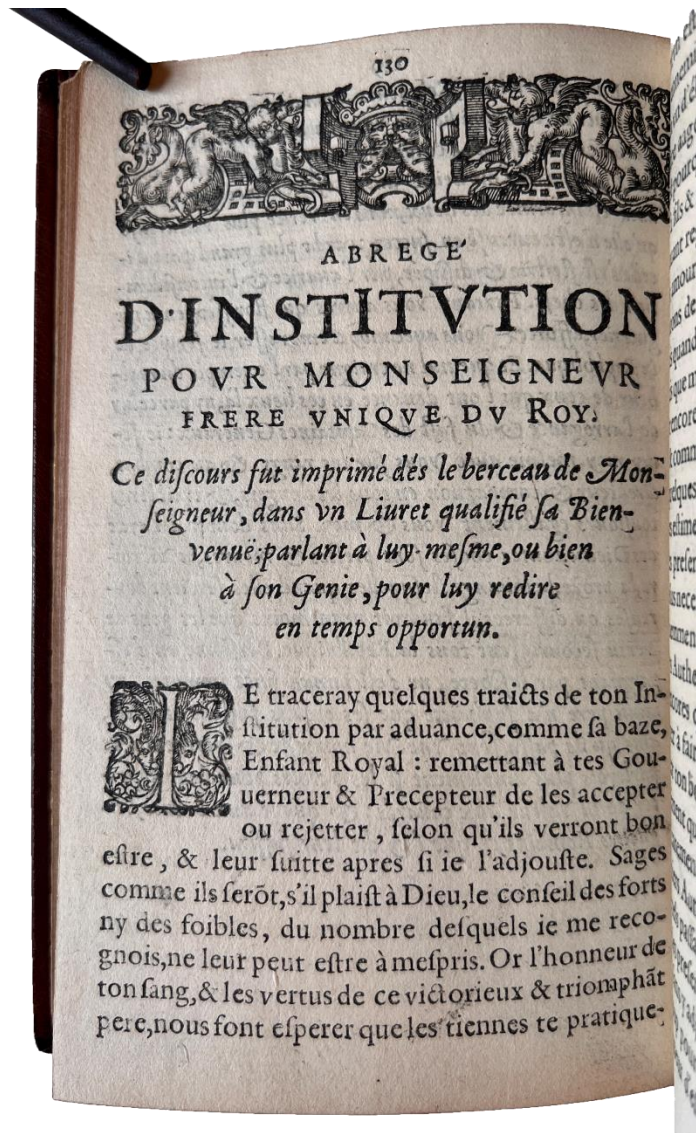 130
ABREGE'
D'INSTITVTION
POVR MONSEIGNEVR
FRERE VNIQVE DV ROY.
Ce diſcours fut imprimé dés le berceau de Mon-
ſeigneur, dans vn Liuret qualifié ſa Bien-
venuë; parlant à luy-meſme, ou bien
à ſon Genie, pour luy redire
en temps opportun.
IE traceray quelques traicts de ton In-
ſtitution par aduance, comme ſa baze,
Enfant Royal : remettant à tes Gou-
uerneur & Precepteur de les accepter
ou rejetter , ſelon qu'ils verront bon
eſtre, & leur ſuitte apres ſi ie l'adjouſte. Sages
comme ils ſerõt, s'il plaiſt à Dieu, le conſeil des forts
ny des foibles, du nombre deſquels ie me reco-
gnois, ne leur peut eſtre à meſpris. Or l'honneur de
ton ſang, & les vertus de ce victorieux & triomphãt
pere, nous font eſperer que les tiennes te pratique-